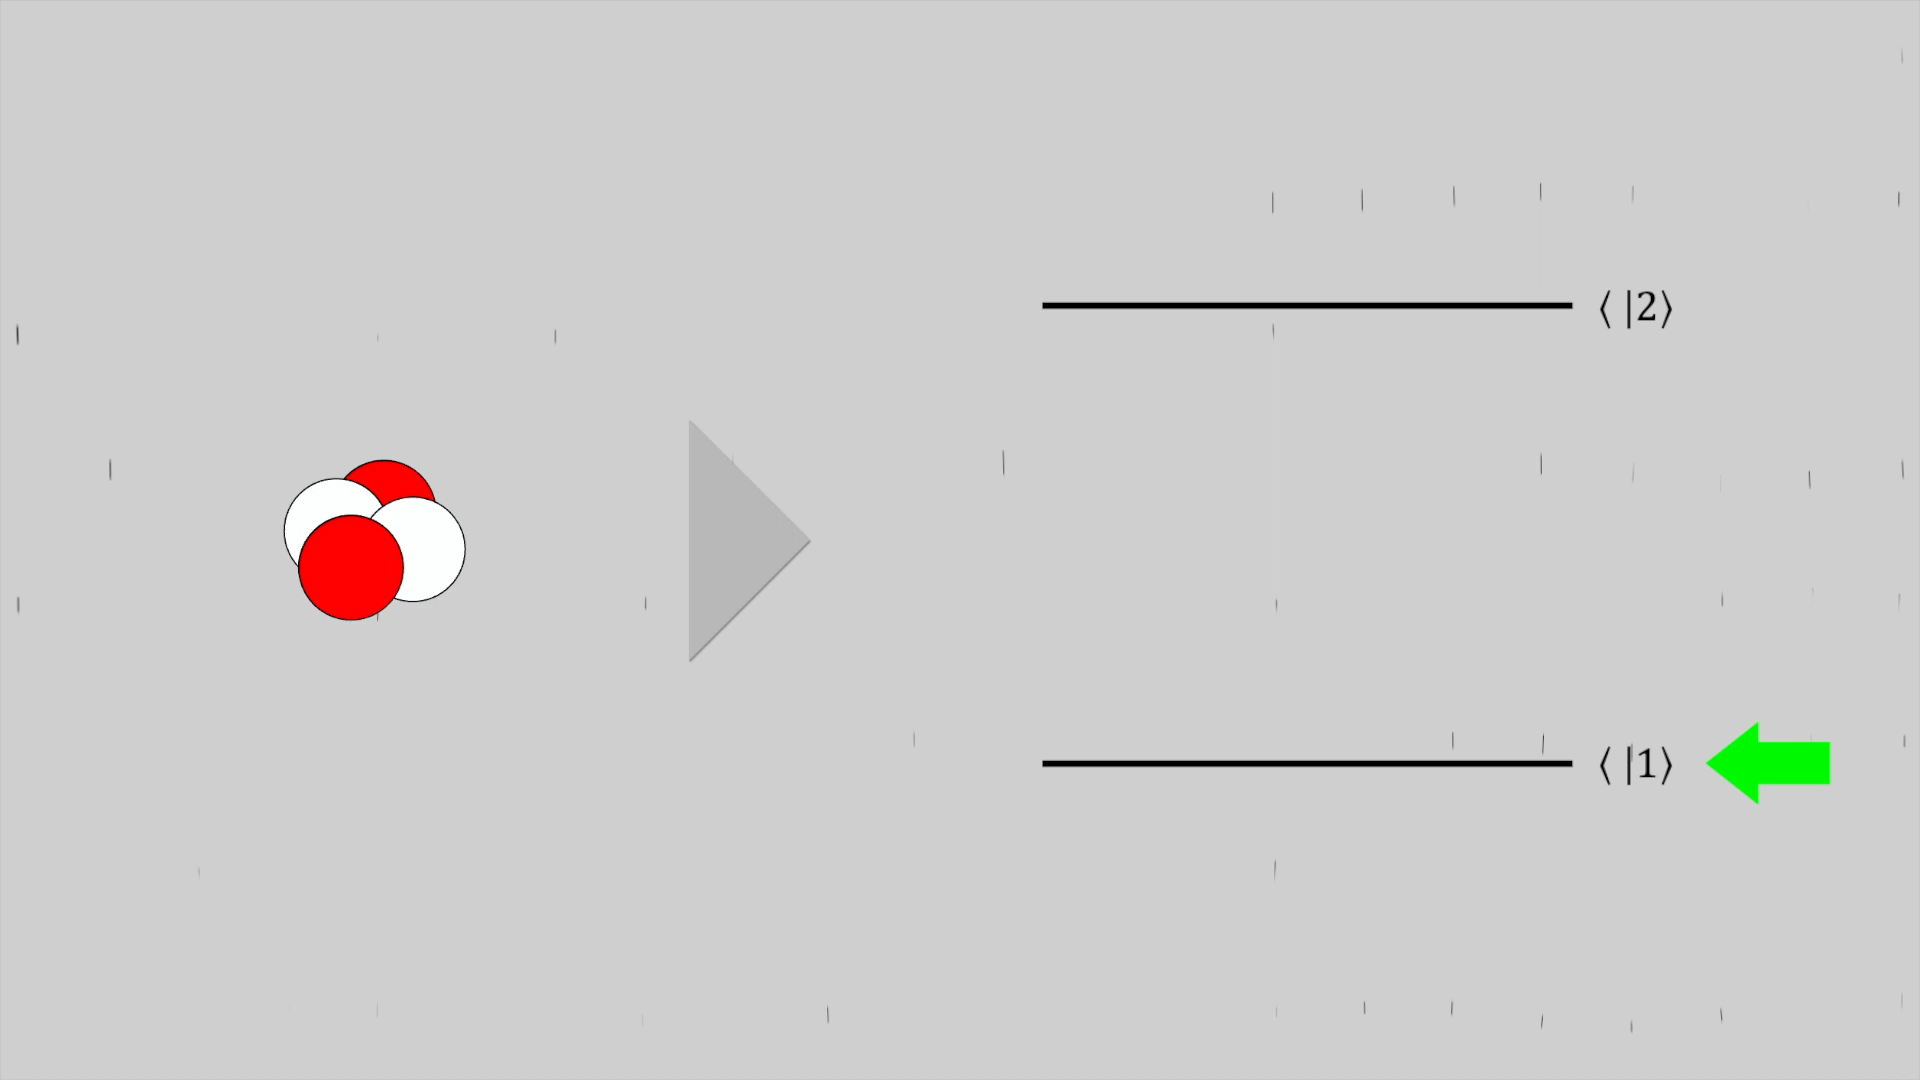 ⟨ |2⟩
⟨ |1⟩